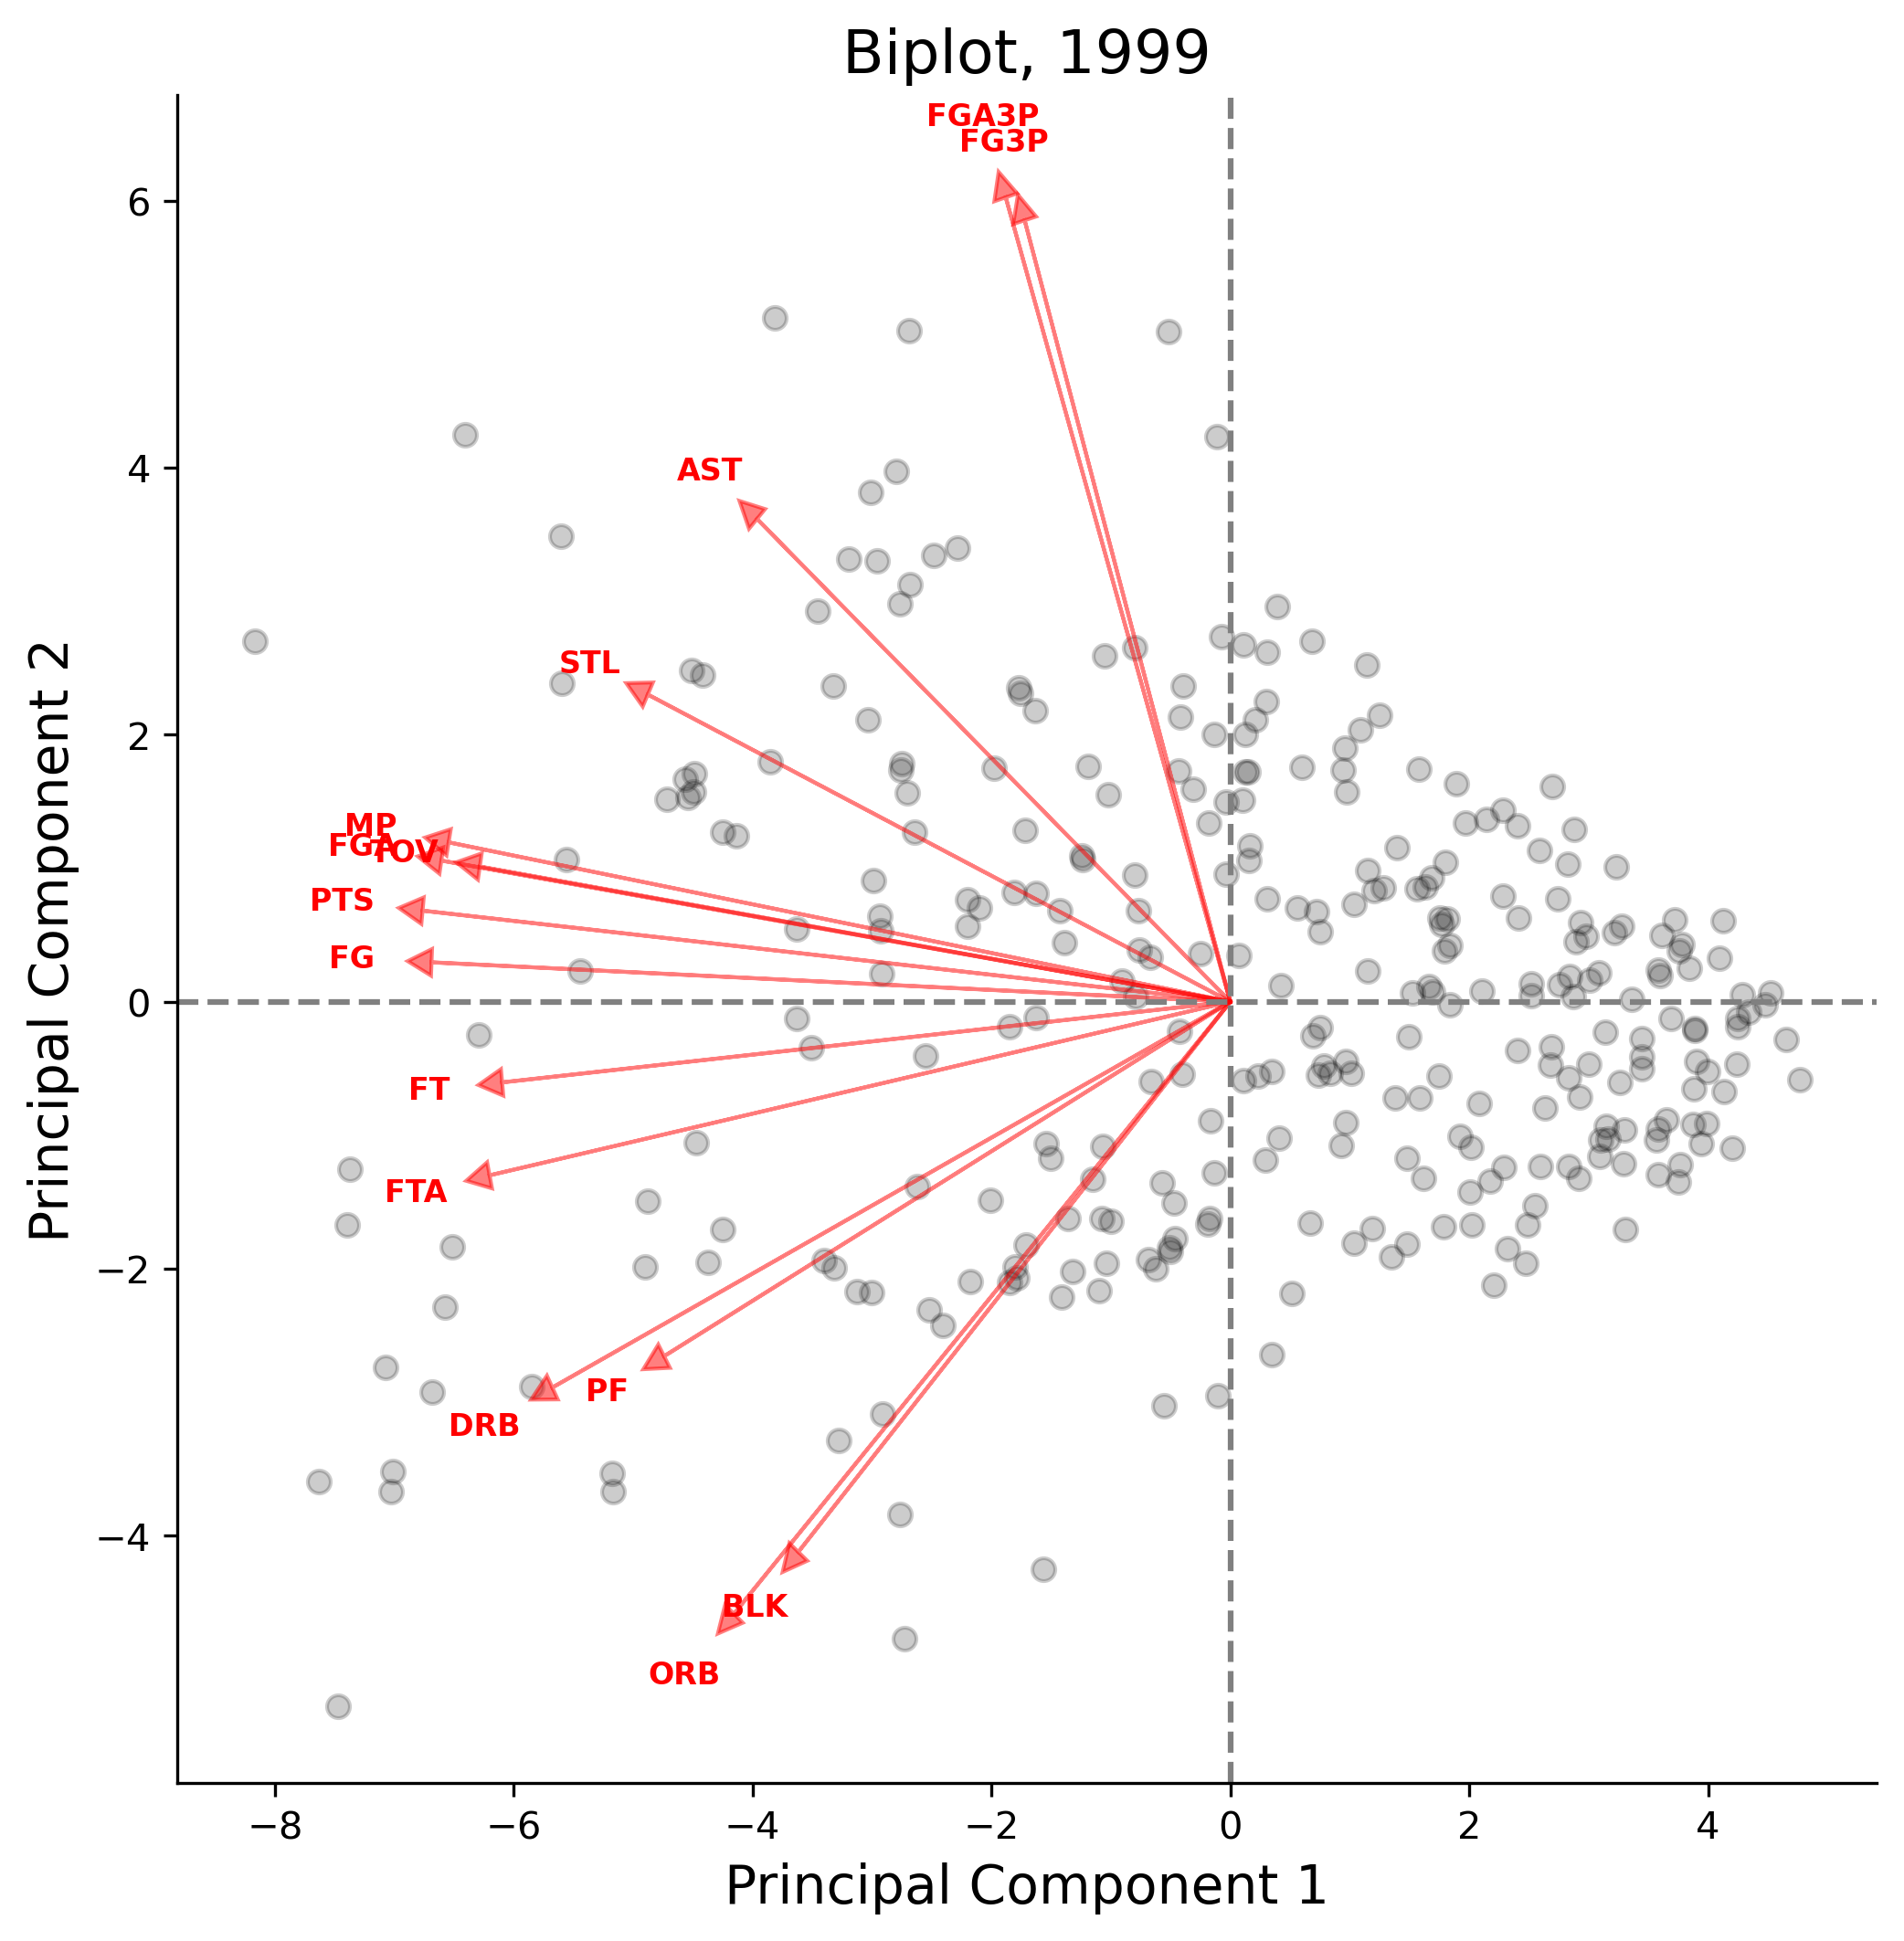 Biplot, 1999
FGA3P
FG3P
AST
STL
MP
FGA
TOV
PTS
FG
FT
FTA
PF
DRB
BLK
ORB
6
4
2
0
−2
−4
−8
−6
−4
−2
0
2
4
Principal Component 1
Principal Component 2